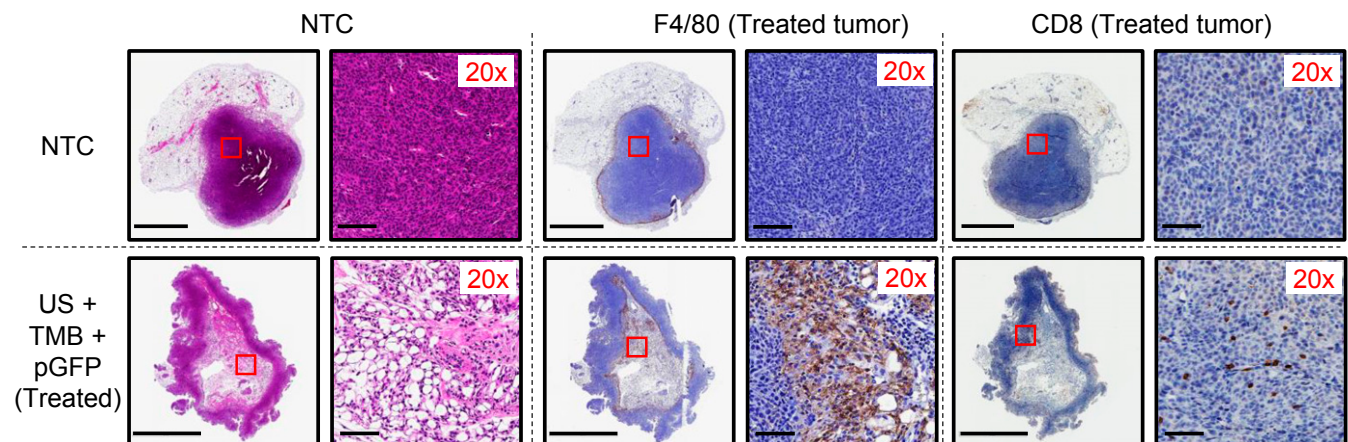 NTC
F4/80 (Treated tumor)
CD8 (Treated tumor)
NTC
20x
20x
20x
US +
TMB +
pGFP
(Treated)
20x
20x
20x